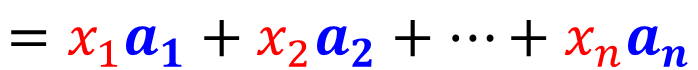 = x₁a₁ + x₂a₂ + ⋯ + xₙaₙ